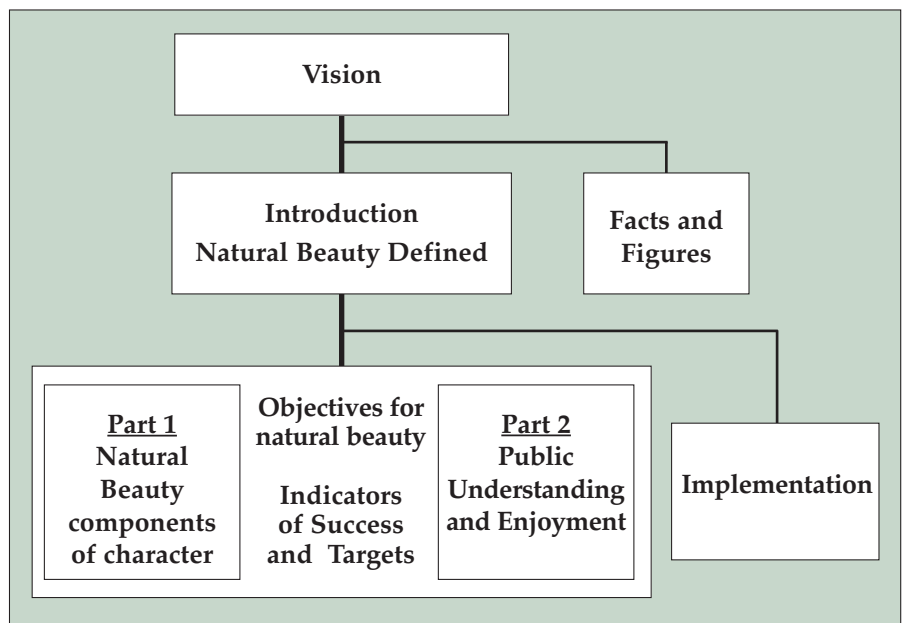 Vision
Introduction
Natural Beauty Defined
Facts and
Figures
Part 1
Natural
Beauty
components
of character
Objectives for
natural beauty
Indicators
of Success
and Targets
Part 2
Public
Understanding
and Enjoyment
Implementation